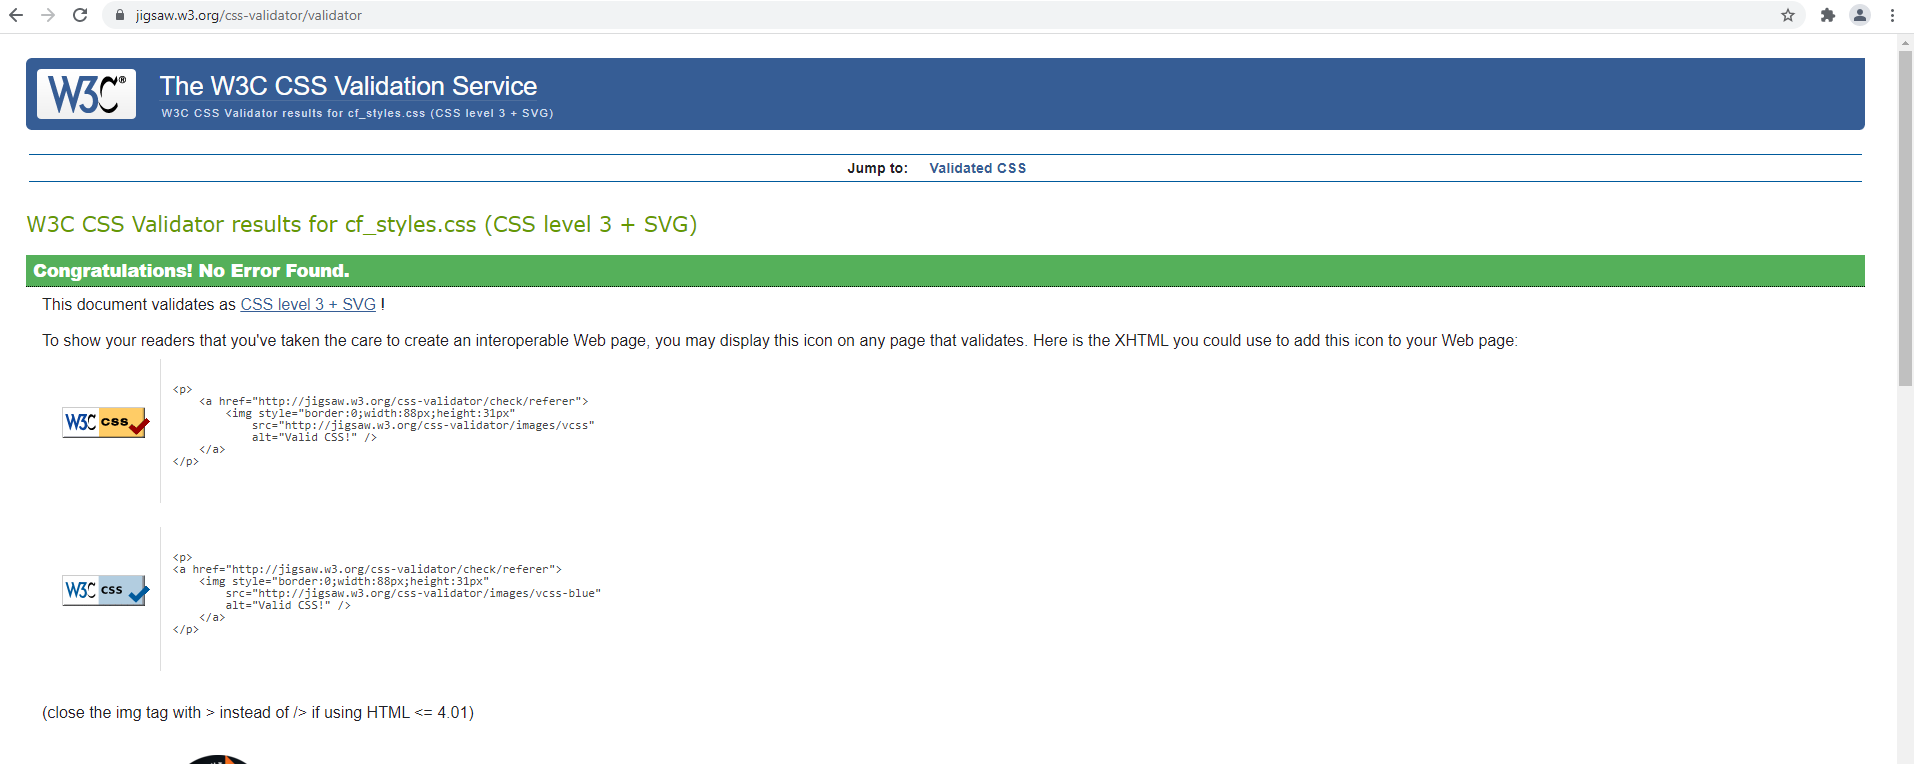 jigsaw.w3.org/css-validator/validator
W3C®
The W3C CSS Validation Service
W3C CSS Validator results for cf_styles.css (CSS level 3 + SVG)
Jump to: Validated CSS
W3C CSS Validator results for cf_styles.css (CSS level 3 + SVG)
Congratulations! No Error Found.
This document validates as CSS level 3 + SVG !
To show your readers that you've taken the care to create an interoperable Web page, you may display this icon on any page that validates. Here is the XHTML you could use to add this icon to your Web page:
W3C css
<p>
<a href="http://jigsaw.w3.org/css-validator/check/referer">
<img style="border:0;width:88px;height:31px"
src="http://jigsaw.w3.org/css-validator/images/vcss"
alt="Valid CSS!" />
</a>
</p>
W3C css
<p>
<a href="http://jigsaw.w3.org/css-validator/check/referer">
<img style="border:0;width:88px;height:31px"
src="http://jigsaw.w3.org/css-validator/images/vcss-blue"
alt="Valid CSS!" />
</a>
</p>
(close the img tag with > instead of /> if using HTML <= 4.01)